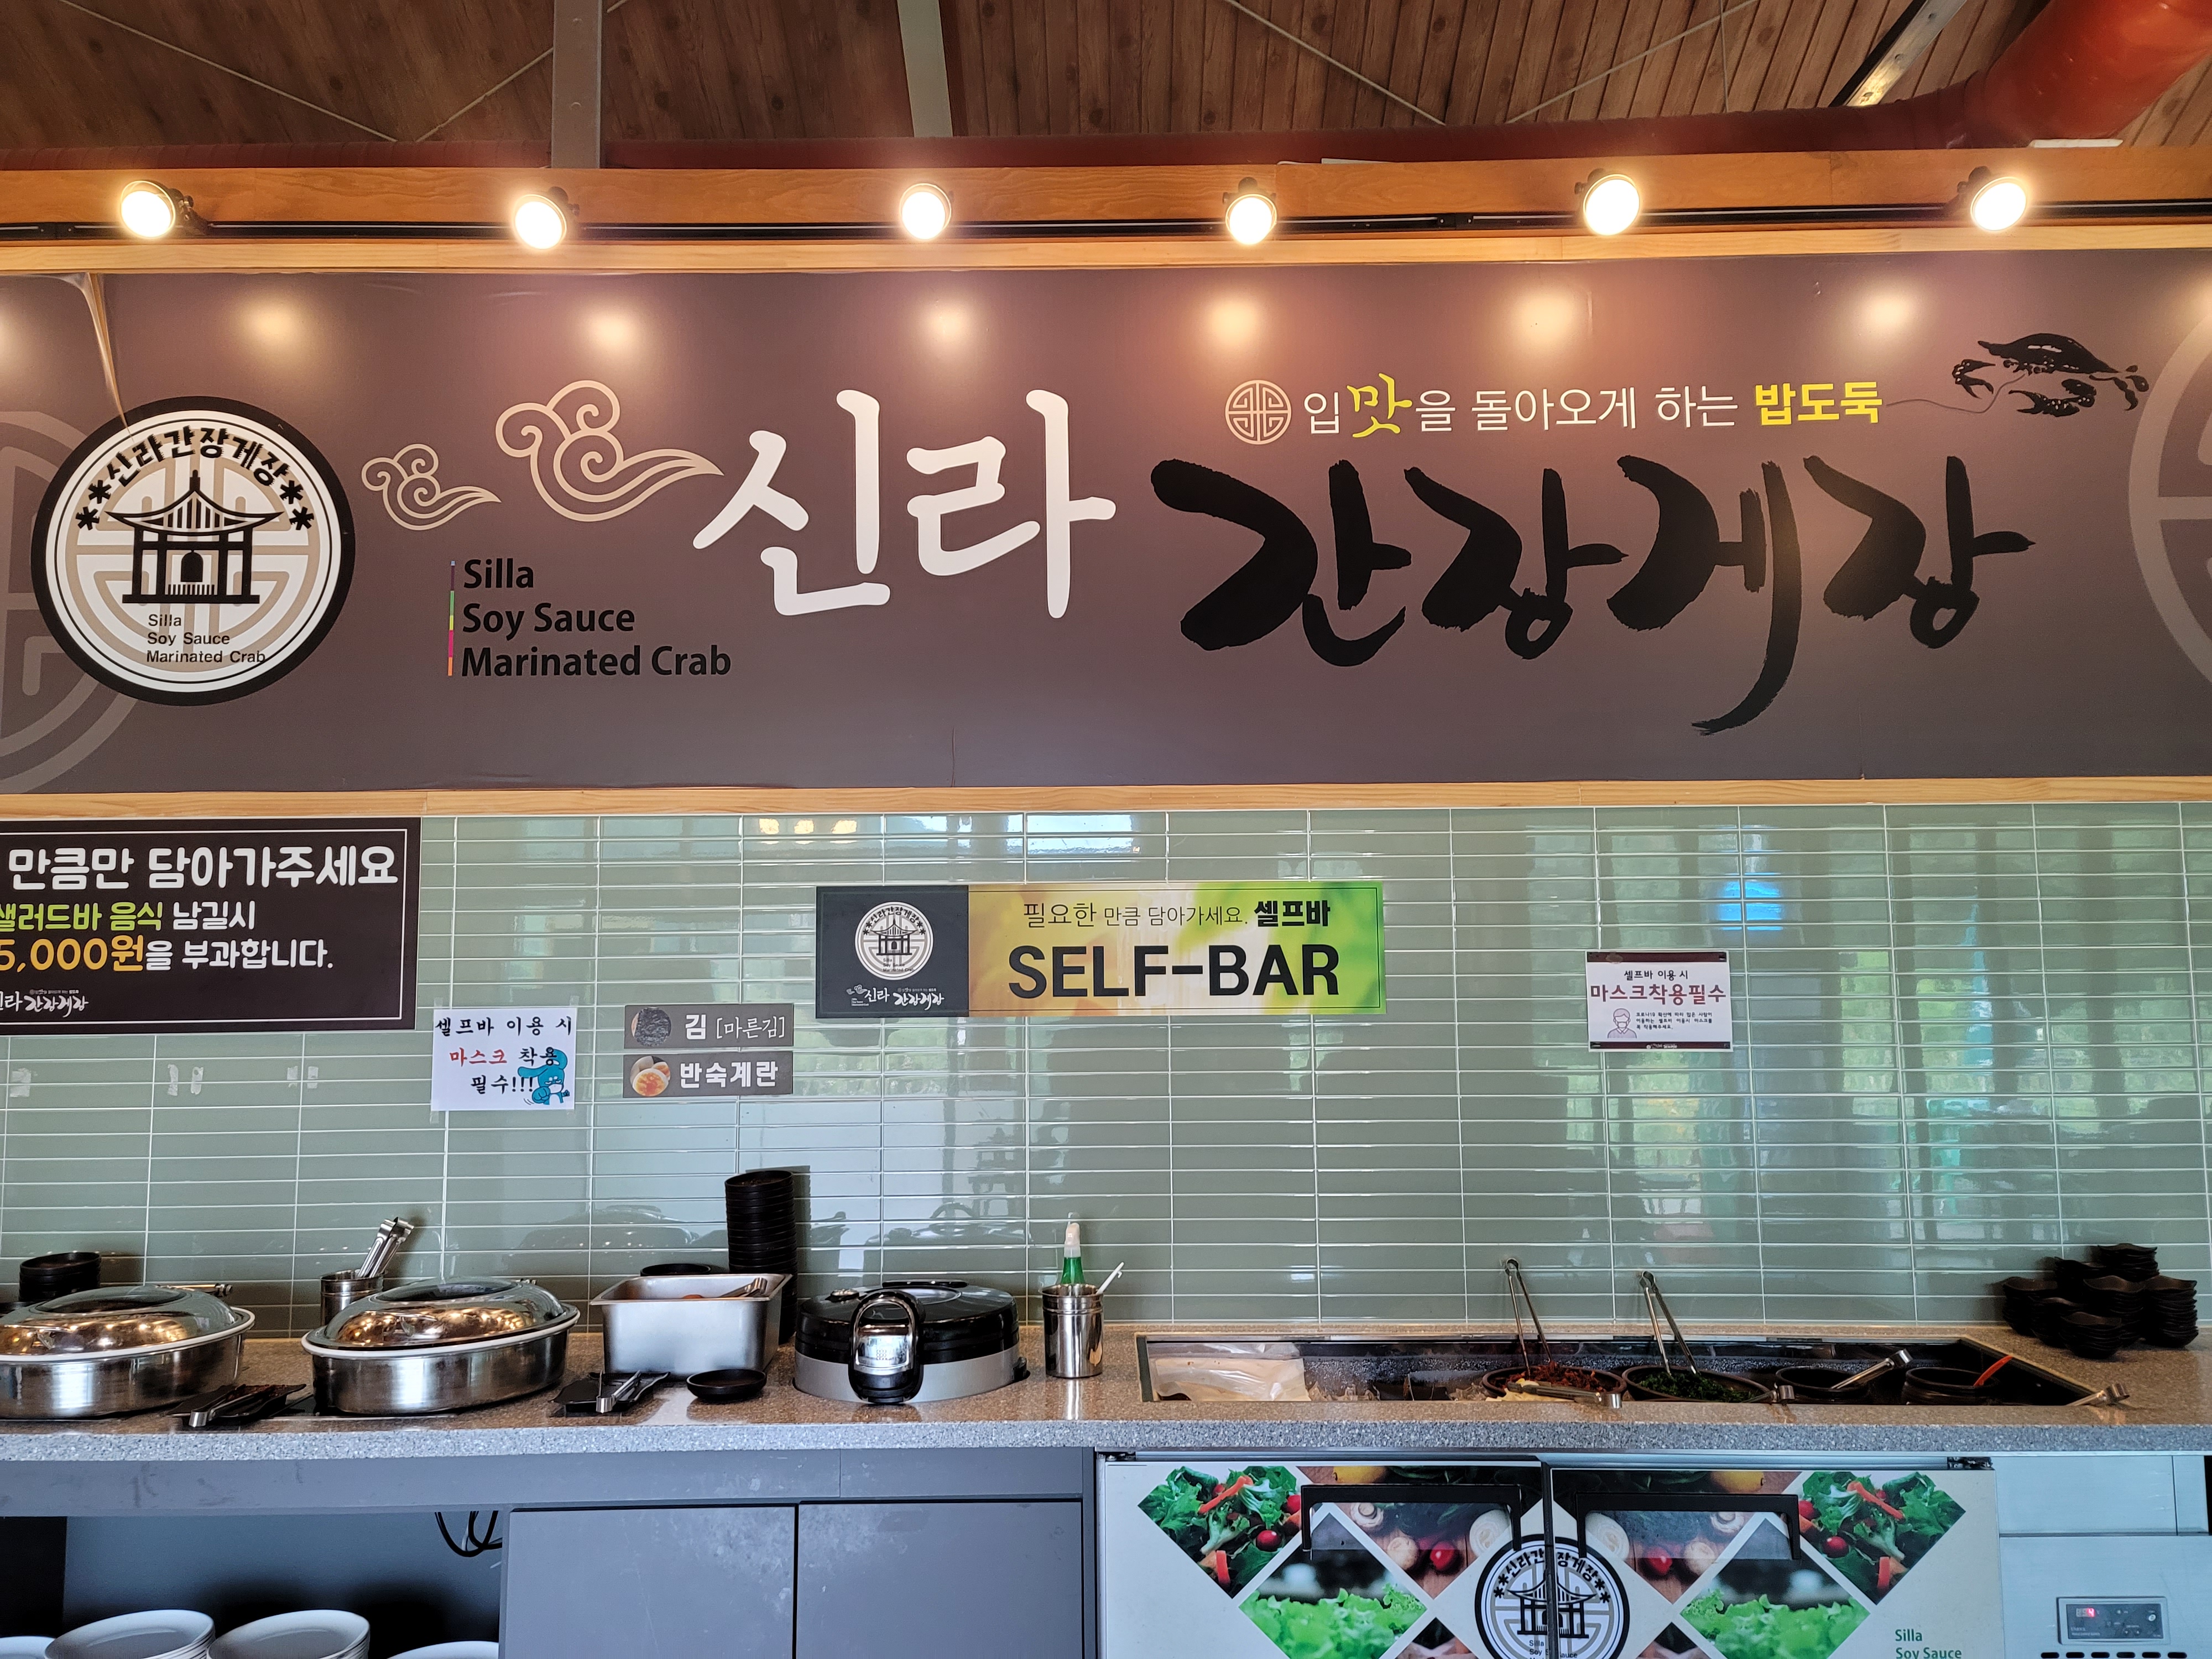 입맛을 돌아오게 하는 밥도둑
신라 간장게장
Silla
Soy Sauce
Marinated Crab
신라간장게장
Silla
Soy Sauce
Marinated Crab
만큼만 담아가주세요
샐러드바 음식 남길시
5,000원을 부과합니다.
신라 간장게장
셀프바 이용 시
마스크 착용
필수!!!
김 [마른김]
반숙계란
신라간장게장
신라 간장게장
필요한 만큼 담아가세요. 셀프바
SELF-BAR
셀프바 이용 시
마스크착용필수
신라간장게장
Silla
Soy Sauce